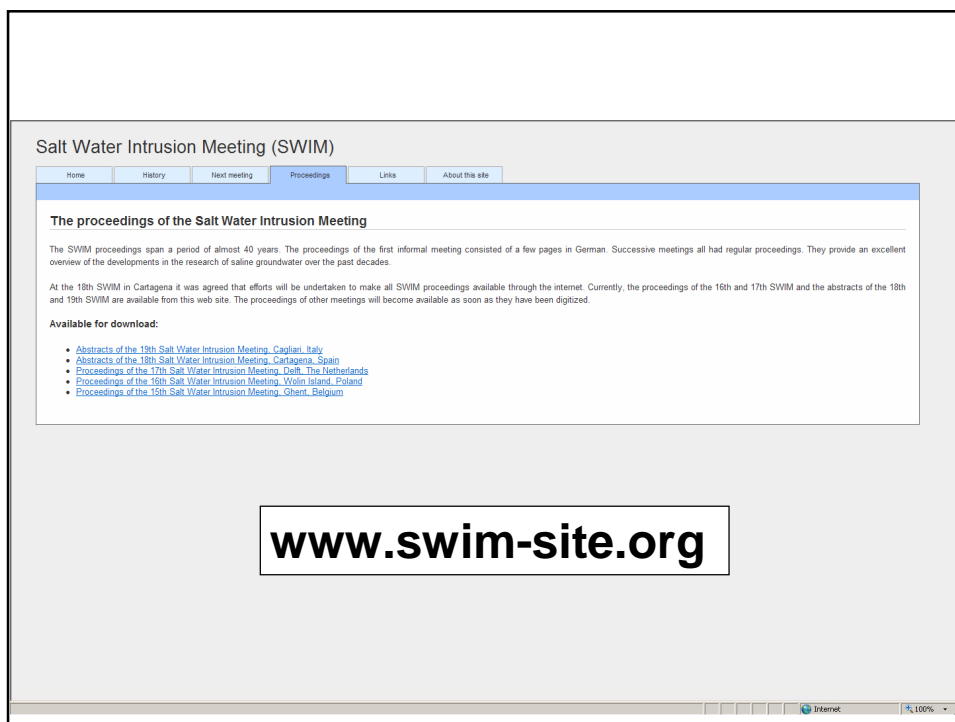 Salt Water Intrusion Meeting (SWIM)
Home History Next meeting Proceedings Links About this site
The proceedings of the Salt Water Intrusion Meeting
The SWIM proceedings span a period of almost 40 years. The proceedings of the first informal meeting consisted of a few pages in German. Successive meetings all had regular proceedings. They provide an excellent
overview of the developments in the research of saline groundwater over the past decades.
At the 18th SWIM in Cartagena it was agreed that efforts will be undertaken to make all SWIM proceedings available through the internet. Currently, the proceedings of the 16th and 17th SWIM and the abstracts of the 18th
and 19th SWIM are available from this web site. The proceedings of other meetings will become available as soon as they have been digitized.
Available for download:
Abstracts of the 19th Salt Water Intrusion Meeting, Cagliari, Italy
Abstracts of the 18th Salt Water Intrusion Meeting, Cartagena, Spain
Proceedings of the 17th Salt Water Intrusion Meeting, Delft, The Netherlands
Proceedings of the 16th Salt Water Intrusion Meeting, Wolin Island, Poland
Proceedings of the 15th Salt Water Intrusion Meeting, Ghent, Belgium
www.swim-site.org
Internet 100%